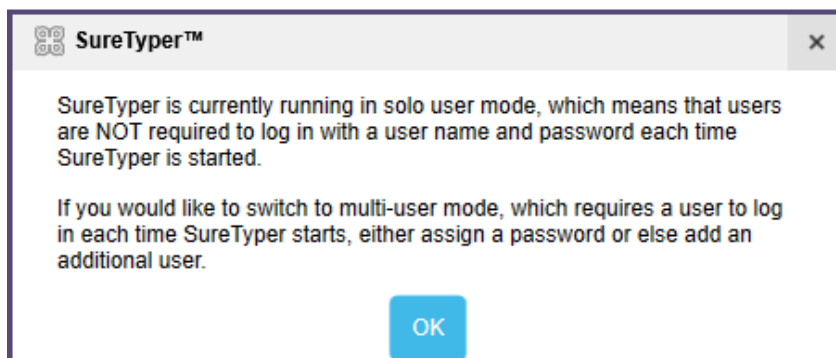 SureTyper™
×
SureTyper is currently running in solo user mode, which means that users
are NOT required to log in with a user name and password each time
SureTyper is started.
If you would like to switch to multi-user mode, which requires a user to log
in each time SureTyper starts, either assign a password or else add an
additional user.
OK